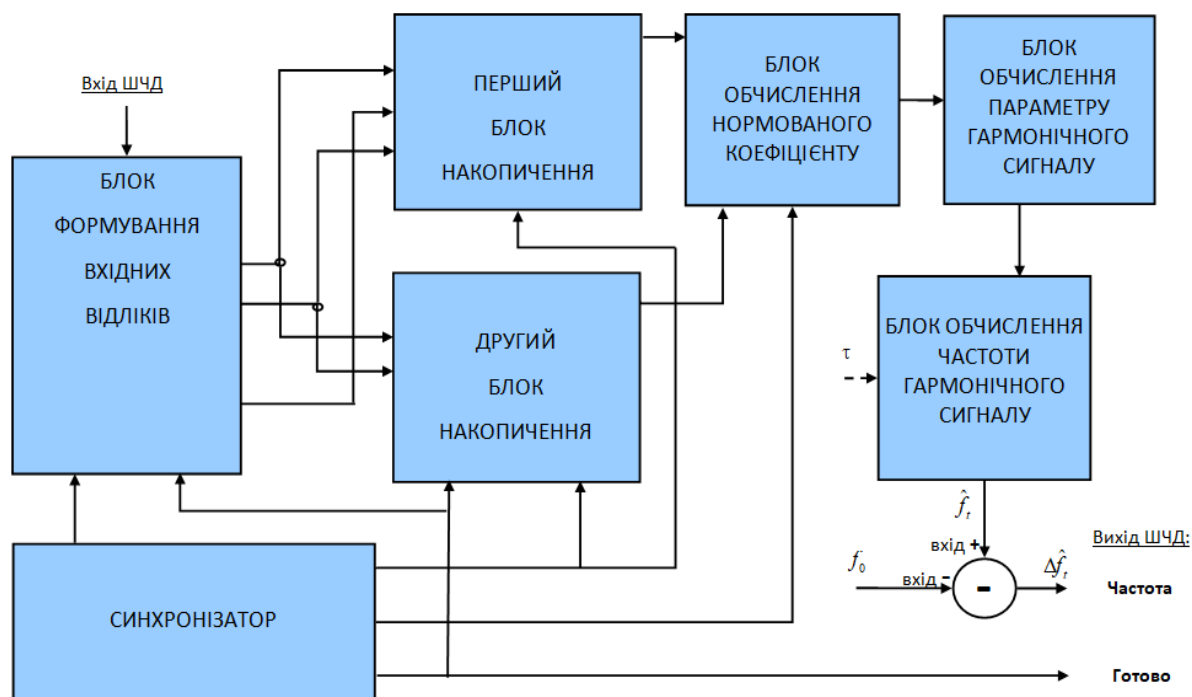 Вхід ШЧД
БЛОК
ФОРМУВАННЯ
ВХІДНИХ
ВІДЛІКІВ
ПЕРШИЙ
БЛОК
НАКОПИЧЕННЯ
ДРУГИЙ
БЛОК
НАКОПИЧЕННЯ
БЛОК
ОБЧИСЛЕННЯ
НОРМОВАНОГО
КОЕФІЦІЄНТУ
БЛОК
ОБЧИСЛЕННЯ
ПАРАМЕТРУ
ГАРМОНІЧНОГО
СИГНАЛУ
τ
БЛОК ОБЧИСЛЕННЯ
ЧАСТОТИ
ГАРМОНІЧНОГО
СИГНАЛУ
f̂t
вхід +
f0
вхід -
-
Δf̂t
Вихід ШЧД:
Частота
Готово
СИНХРОНІЗАТОР